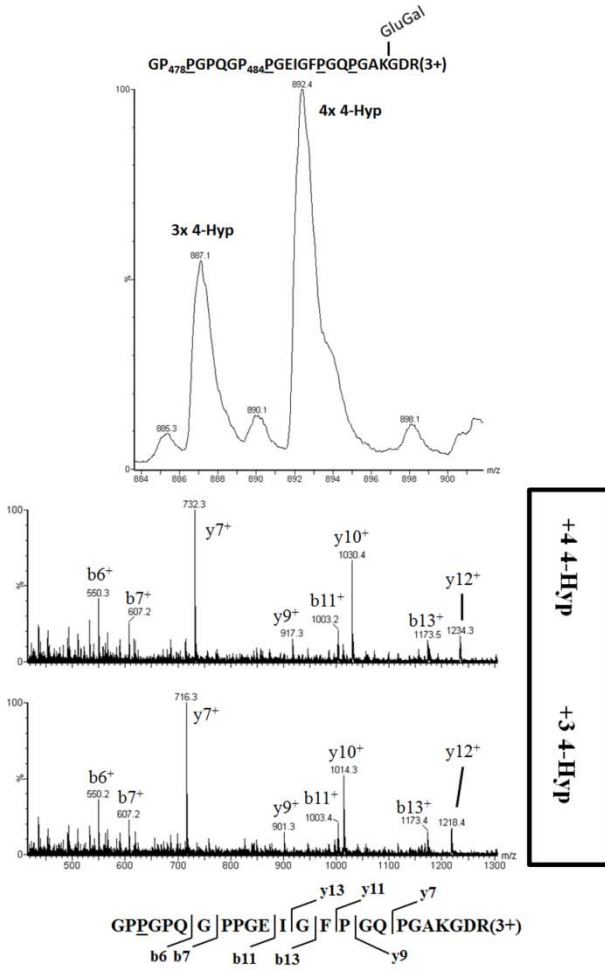 GluGal
GP478PGPQGP484PGEIGFPGQPGAKGDR(3+)
100
892.4
4x 4-Hyp
3x 4-Hyp
887.1
%
885.3
890.1
898.1
0
884 886 888 890 892 894 896 898 900 m/z
100
732.3
y7+
y10+
1030.4
b6+
550.3
b7+
607.2
y9+
917.3
b11+
1003.2
b13+
1173.5
y12+
1234.3
%
0
+4 4-Hyp
100
716.3
y7+
y10+
1014.3
b6+
550.2
b7+
607.2
y9+
901.3
b11+
1003.4
b13+
1173.4
y12+
1218.4
%
0
+3 4-Hyp
500 600 700 800 900 1000 1100 1200 1300 m/z
y13 y11 y7
GPPGPQ G PPGE I G F P GQ PGAKGDR(3+)
b6 b7 b11 b13 y9